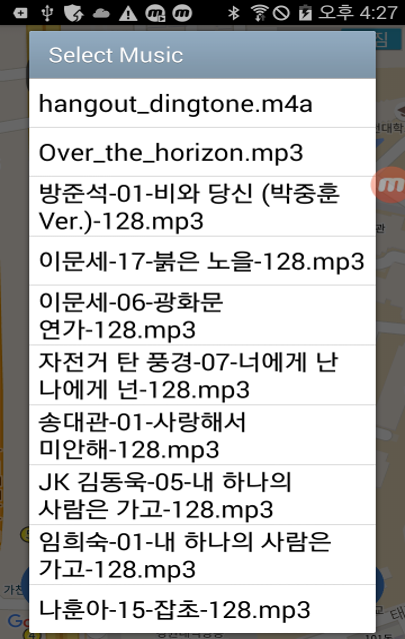 오후 4:27
Select Music
hangout_dingtone.m4a
Over_the_horizon.mp3
방준석-01-비와 당신 (박중훈
Ver.)-128.mp3
이문세-17-붉은 노을-128.mp3
이문세-06-광화문
연가-128.mp3
자전거 탄 풍경-07-너에게 난
나에게 넌-128.mp3
송대관-01-사랑해서
미안해-128.mp3
JK 김동욱-05-내 하나의
사람은 가고-128.mp3
임희숙-01-내 하나의 사람은
가고-128.mp3
나훈아-15-잡초-128.mp3